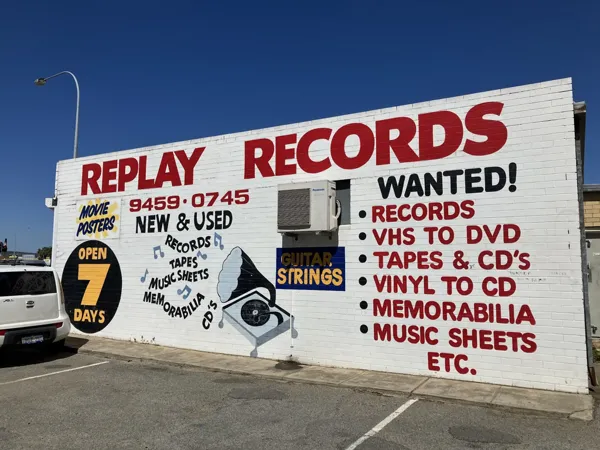 REPLAY RECORDS
9459·0745
MOVIE
POSTERS
NEW & USED
RECORDS
TAPES
MUSIC SHEETS
MEMORABILIA
CD'S
OPEN
7
DAYS
GUITAR
STRINGS
WANTED!
• RECORDS
• VHS TO DVD
• TAPES & CD's
• VINYL TO CD
• MEMORABILIA
• MUSIC SHEETS
ETC.